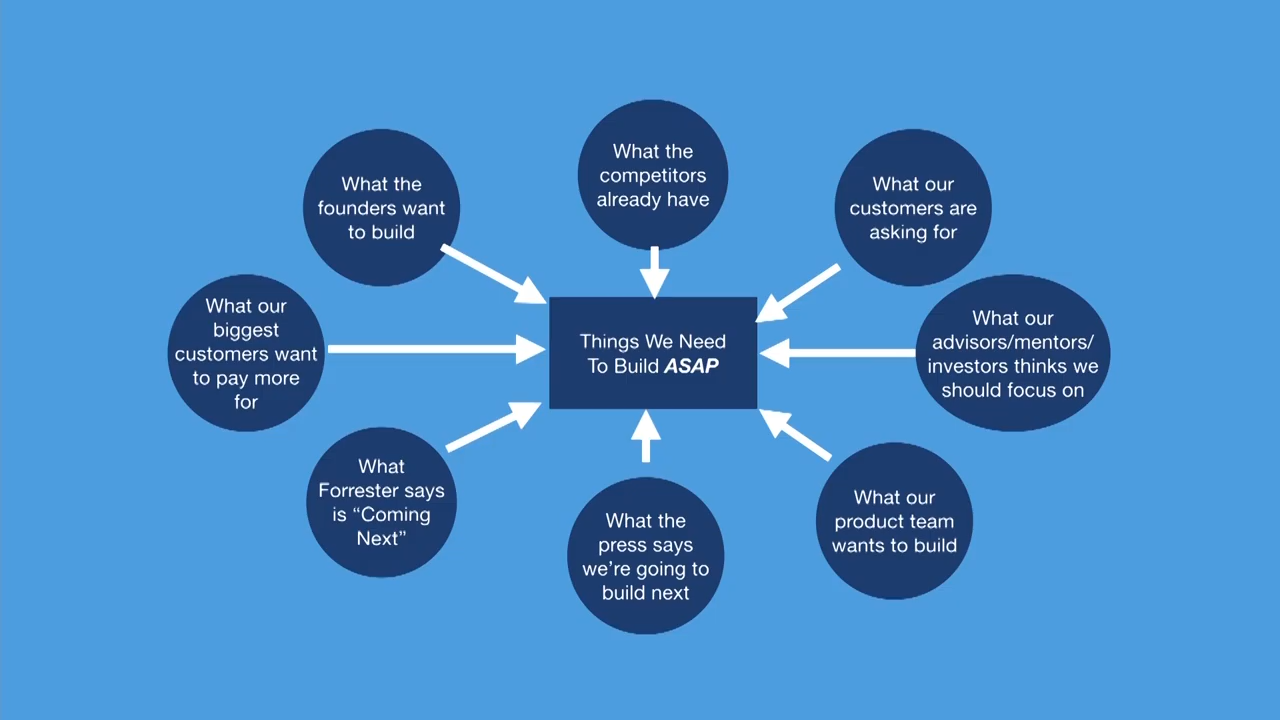 What the
founders want
to build
What the
competitors
already have
What our
customers are
asking for
What our
biggest
customers want
to pay more
for
Things We Need
To Build ASAP
What our
advisors/mentors/
investors thinks we
should focus on
What
Forrester says
is “Coming
Next”
What the
press says
we’re going to
build next
What our
product team
wants to build